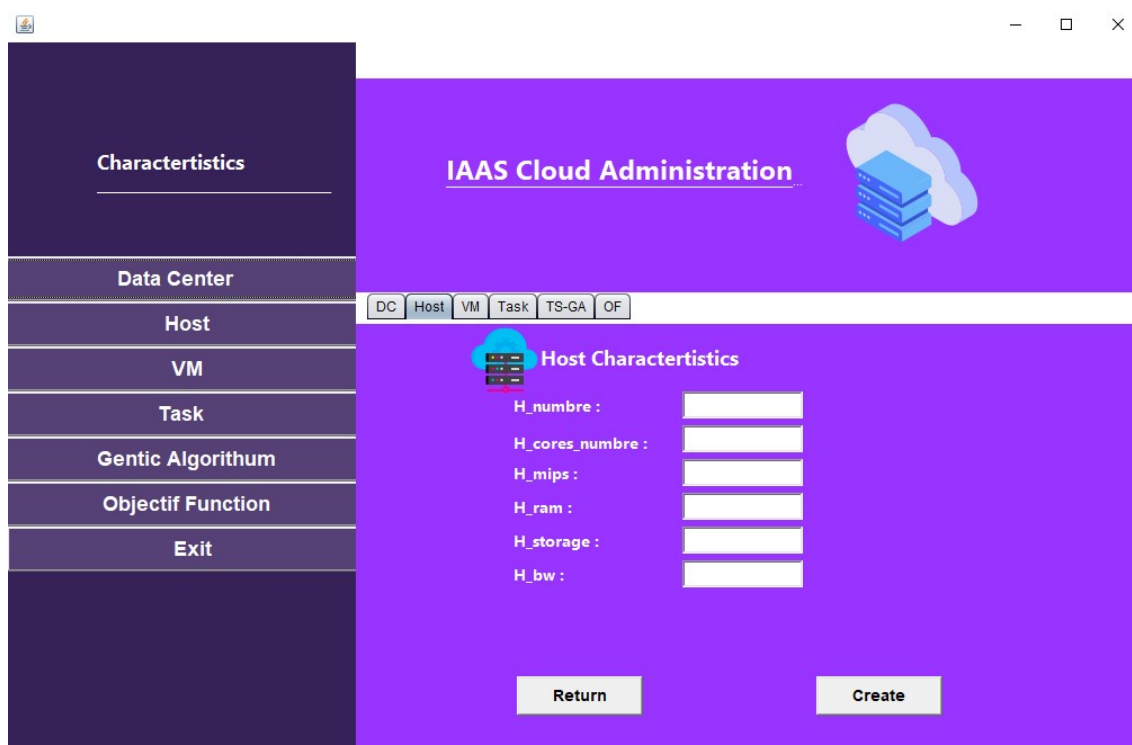 Charactertistics
IAAS Cloud Administration...
Data Center
Host
VM
Task
Gentic Algorithum
Objectif Function
Exit
DC Host VM Task TS-GA OF
Host Charactertistics
H_numbre :
H_cores_numbre :
H_mips :
H_ram :
H_storage :
H_bw :
Return
Create